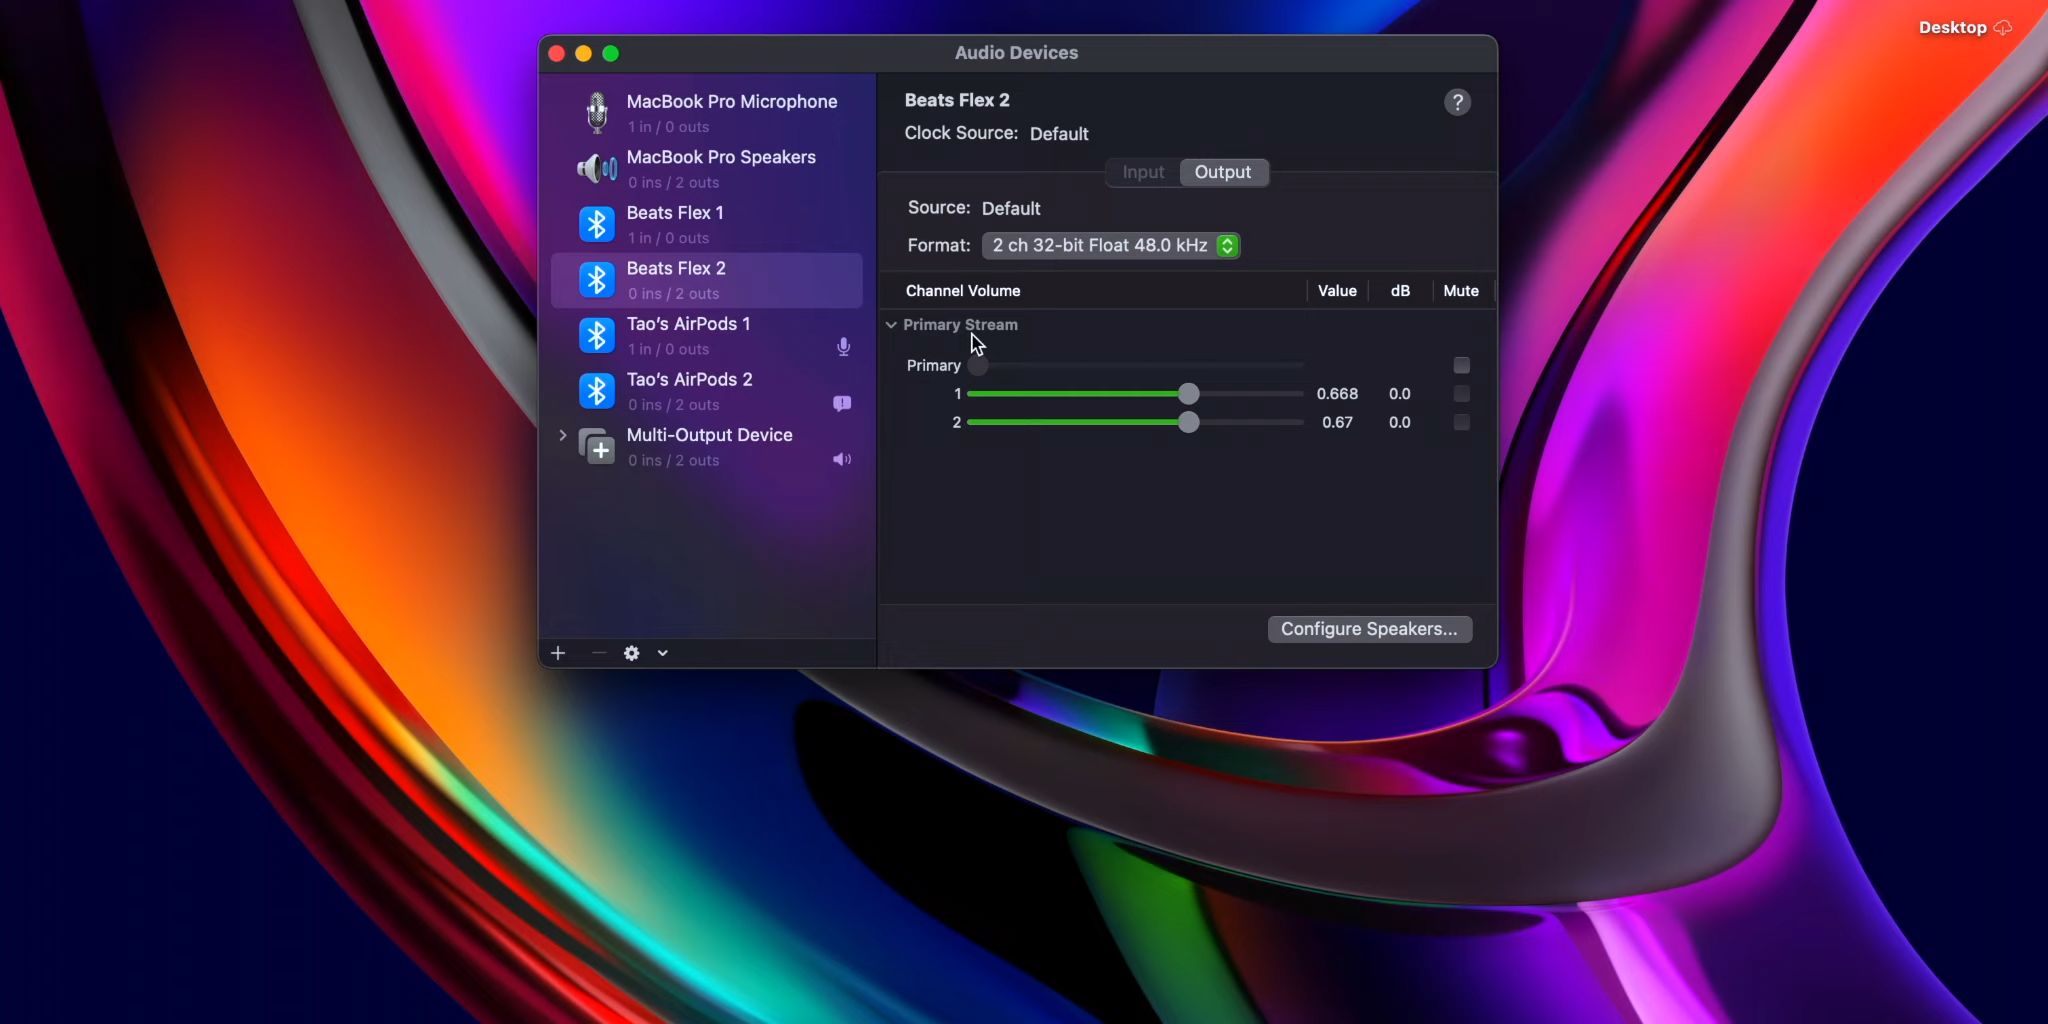 Desktop
Audio Devices
MacBook Pro Microphone
1 in / 0 outs
MacBook Pro Speakers
0 ins / 2 outs
Beats Flex 1
1 in / 0 outs
Beats Flex 2
0 ins / 2 outs
Tao's AirPods 1
1 in / 0 outs
Tao's AirPods 2
0 ins / 2 outs
Multi-Output Device
0 ins / 2 outs
Beats Flex 2
?
Clock Source: Default
Input Output
Source: Default
Format: 2 ch 32-bit Float 48.0 kHz
Channel Volume Value dB Mute
Primary Stream
Primary
1 0.668 0.0
2 0.67 0.0
Configure Speakers...